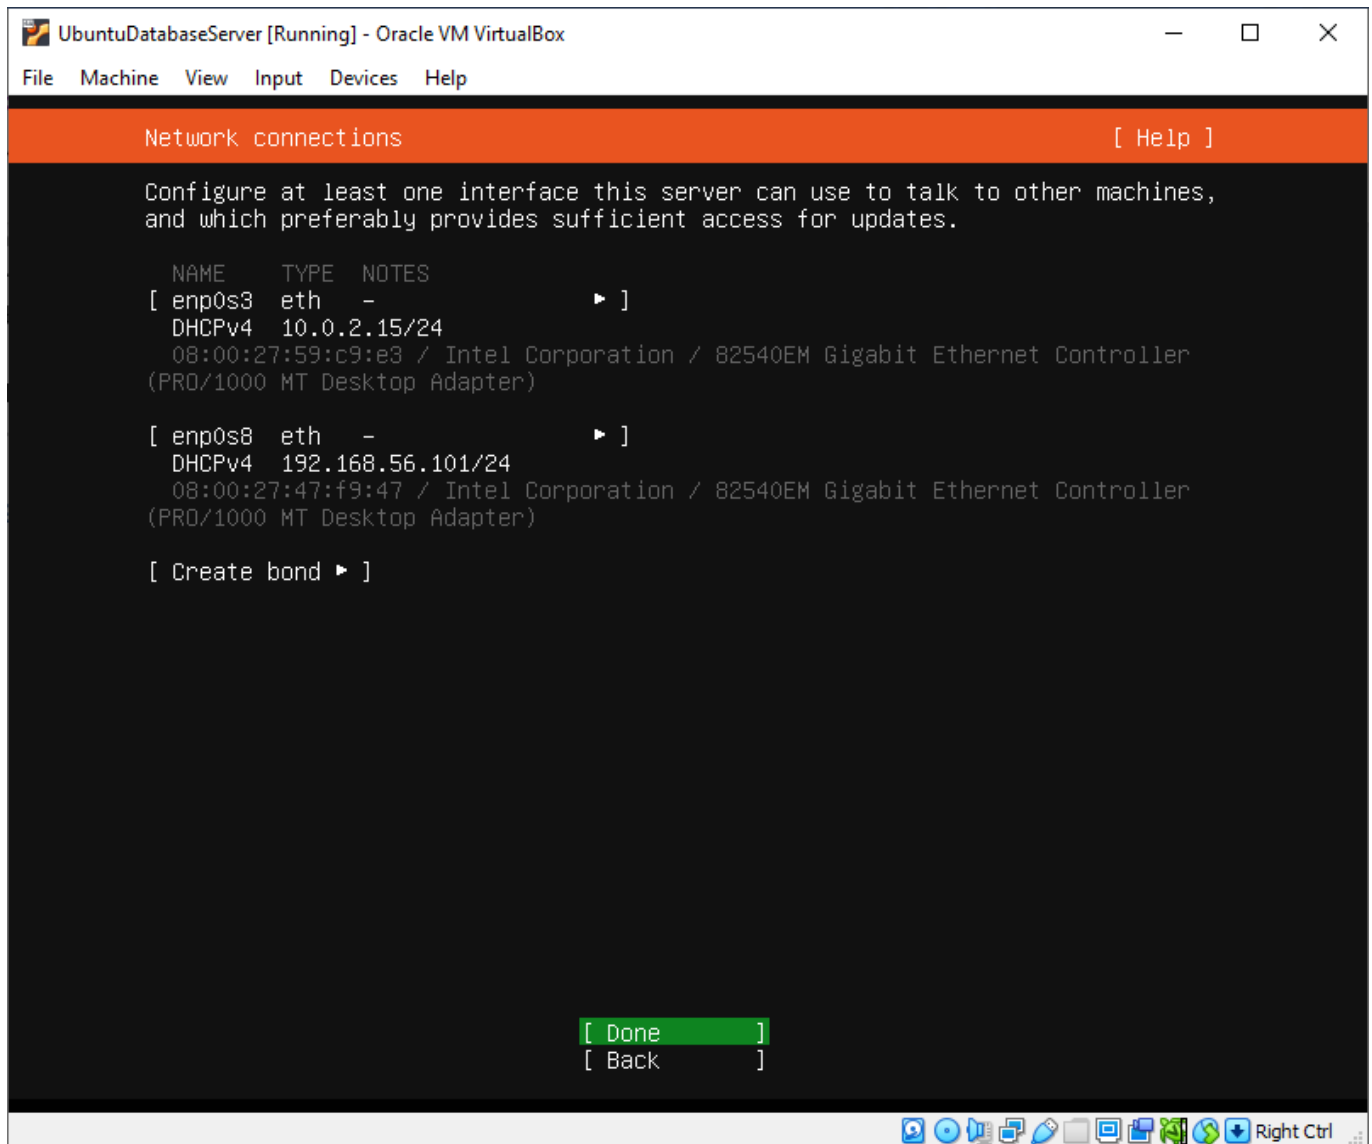 UbuntuDatabaseServer [Running] - Oracle VM VirtualBox
File Machine View Input Devices Help
Network connections [ Help ]
Configure at least one interface this server can use to talk to other machines,
and which preferably provides sufficient access for updates.
NAME TYPE NOTES
[ enp0s3 eth - ▸ ]
DHCPv4 10.0.2.15/24
08:00:27:59:c9:e3 / Intel Corporation / 82540EM Gigabit Ethernet Controller
(PRO/1000 MT Desktop Adapter)
[ enp0s8 eth - ▸ ]
DHCPv4 192.168.56.101/24
08:00:27:47:f9:47 / Intel Corporation / 82540EM Gigabit Ethernet Controller
(PRO/1000 MT Desktop Adapter)
[ Create bond ▸ ]
[ Done ]
[ Back ]
Right Ctrl